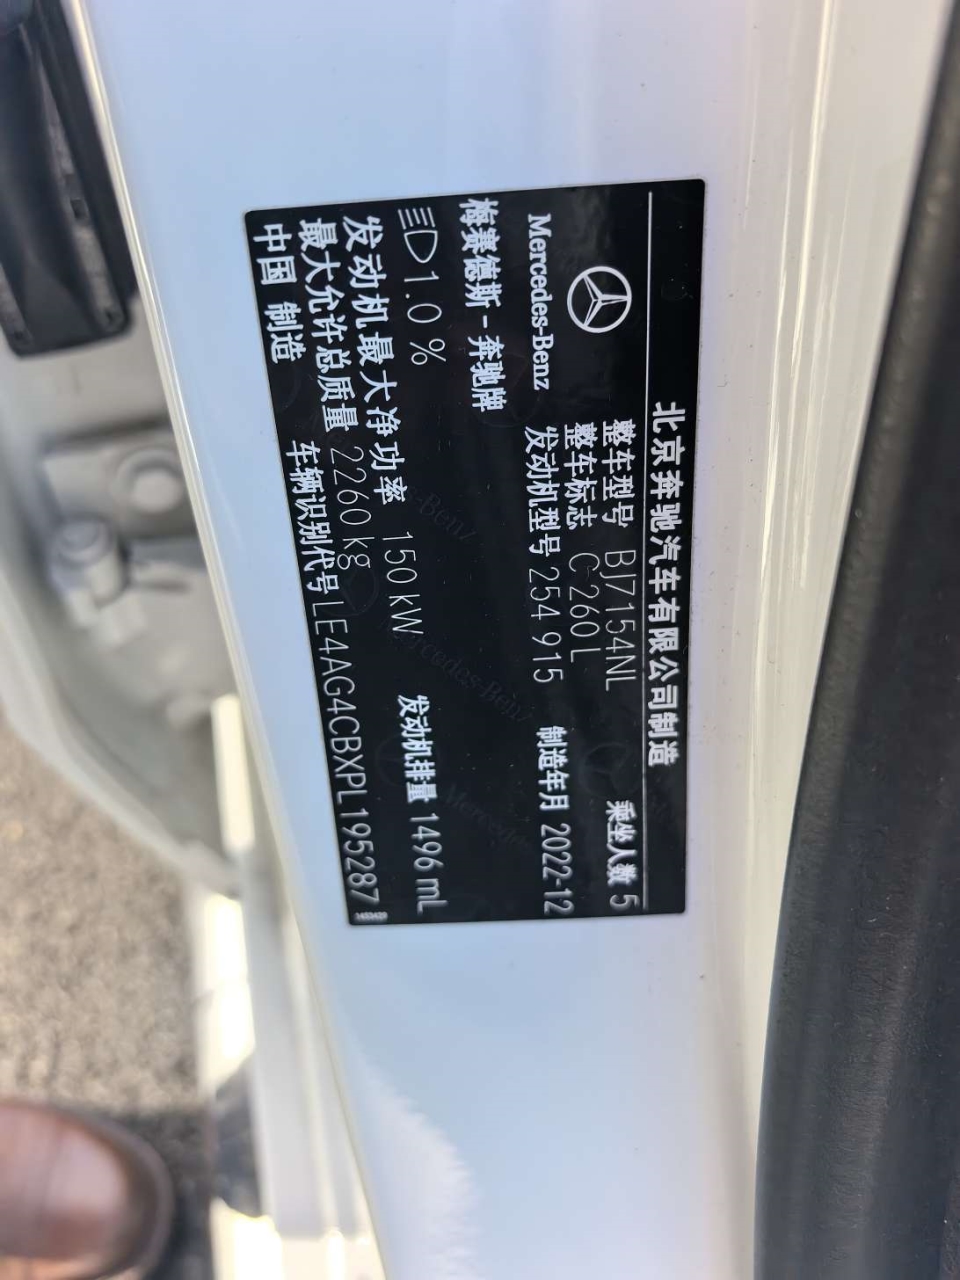 北京奔驰汽车有限公司制造
Mercedes-Benz
梅赛德斯-奔驰牌
整车型号 BJ7154NL 乘坐人数 5
整车标志 C 260 L
发动机型号 254 915 制造年月 2022-12
1.0 %
发动机最大净功率 150 kW 发动机排量 1496 mL
最大允许总质量 2260 kg
中国 制造 车辆识别代号 LE4AG4CBXPL195287